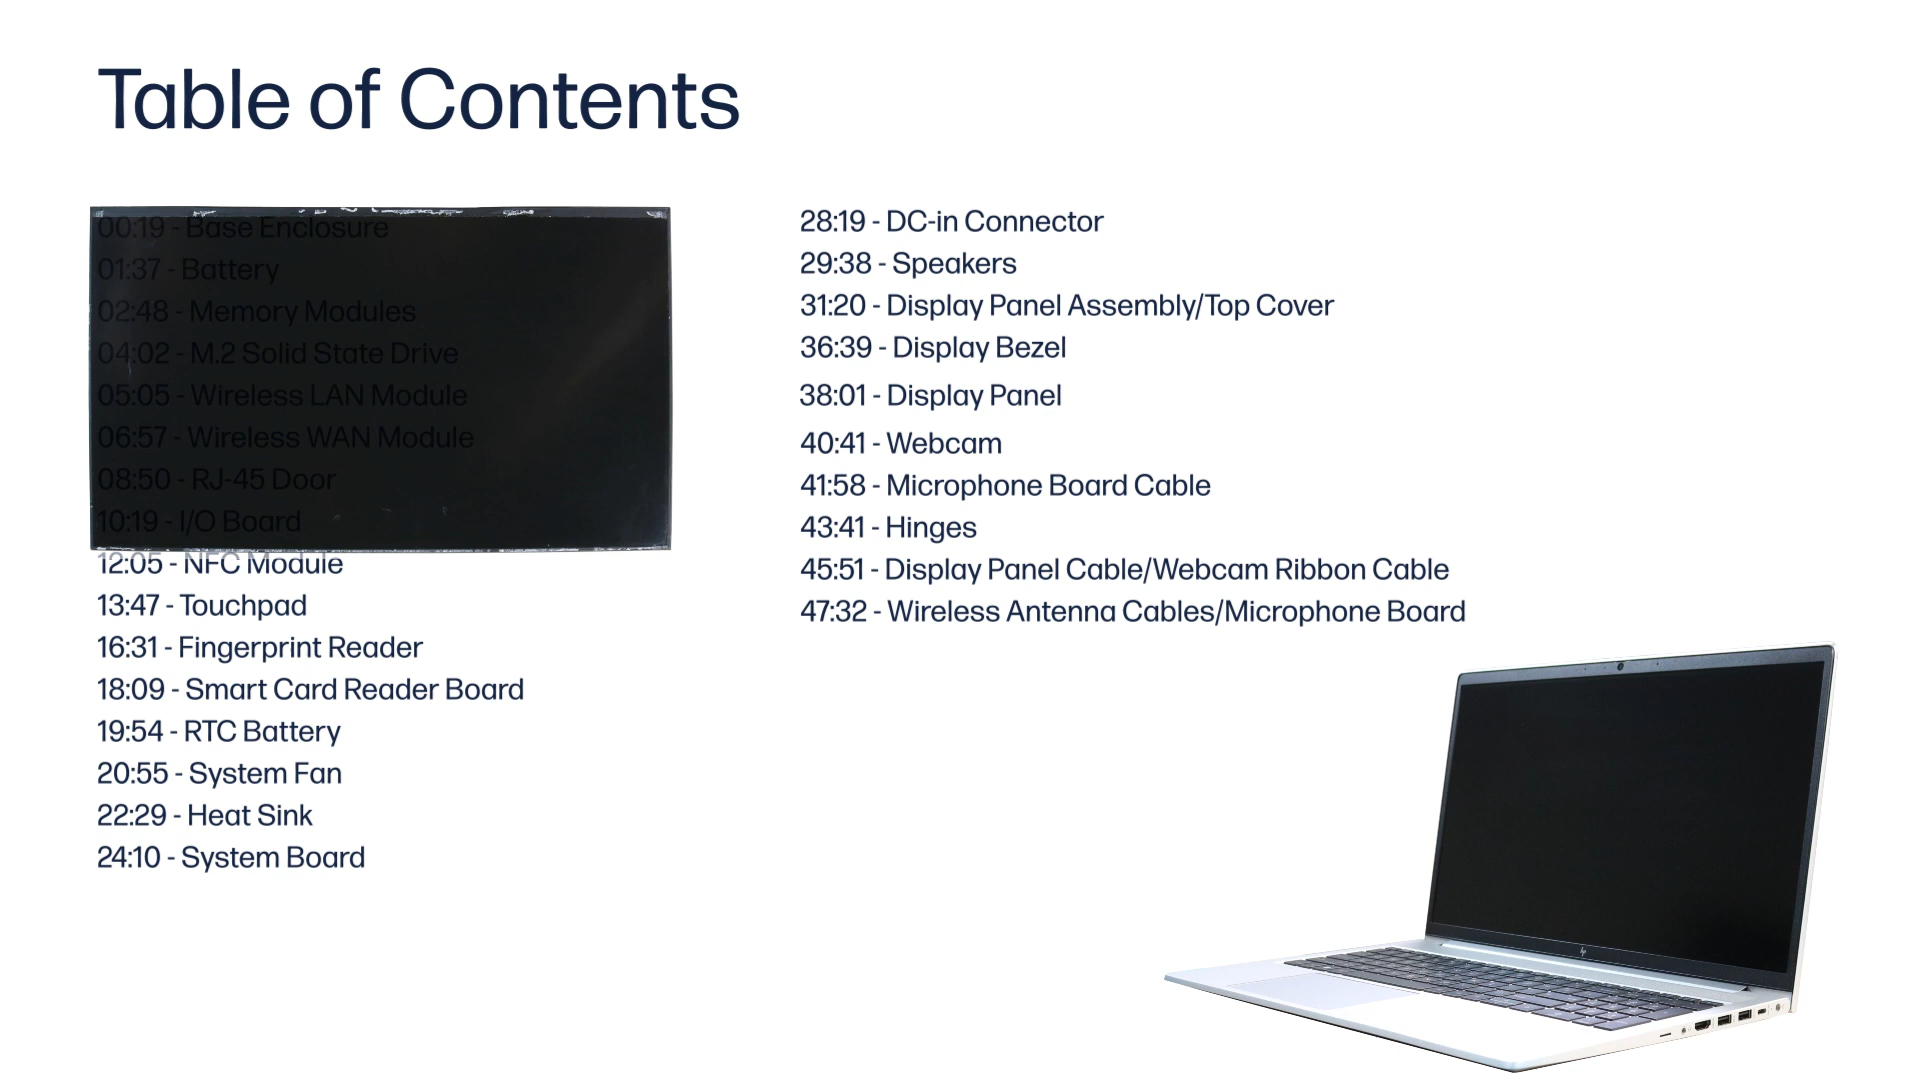 Table of Contents
00:19 - Base Enclosure
01:37 - Battery
02:48 - Memory Modules
04:02 - M.2 Solid State Drive
05:05 - Wireless LAN Module
06:57 - Wireless WAN Module
08:50 - RJ-45 Door
10:19 - I/O Board
12:05 - NFC Module
13:47 - Touchpad
16:31 - Fingerprint Reader
18:09 - Smart Card Reader Board
19:54 - RTC Battery
20:55 - System Fan
22:29 - Heat Sink
24:10 - System Board
28:19 - DC-in Connector
29:38 - Speakers
31:20 - Display Panel Assembly/Top Cover
36:39 - Display Bezel
38:01 - Display Panel
40:41 - Webcam
41:58 - Microphone Board Cable
43:41 - Hinges
45:51 - Display Panel Cable/Webcam Ribbon Cable
47:32 - Wireless Antenna Cables/Microphone Board
hp